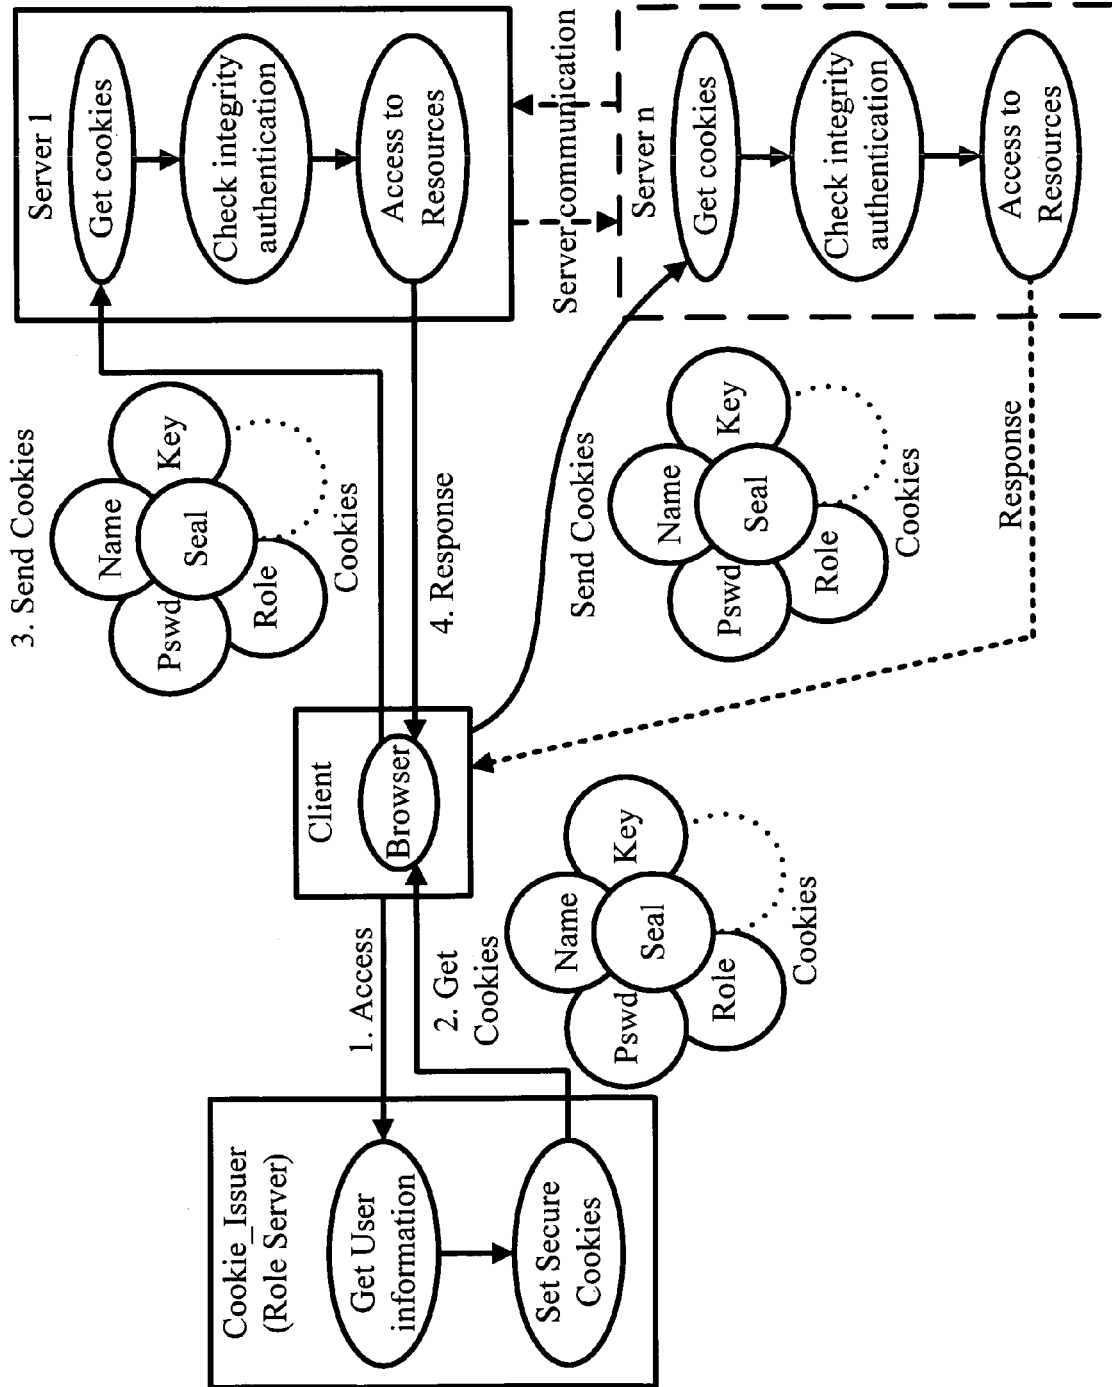 Cookie_Issuer
(Role Server)
Get User
information
Set Secure
Cookies
1. Access
2. Get
Cookies
Name
Pswd
Key
Seal
Role
Cookies
Client
Browser
3. Send Cookies
Name
Pswd
Key
Seal
Role
Cookies
4. Response
Server 1
Get cookies
Check integrity
authentication
Access to
Resources
Server communication
Send Cookies
Name
Pswd
Key
Seal
Role
Cookies
Response
Server n
Get cookies
Check integrity
authentication
Access to
Resources